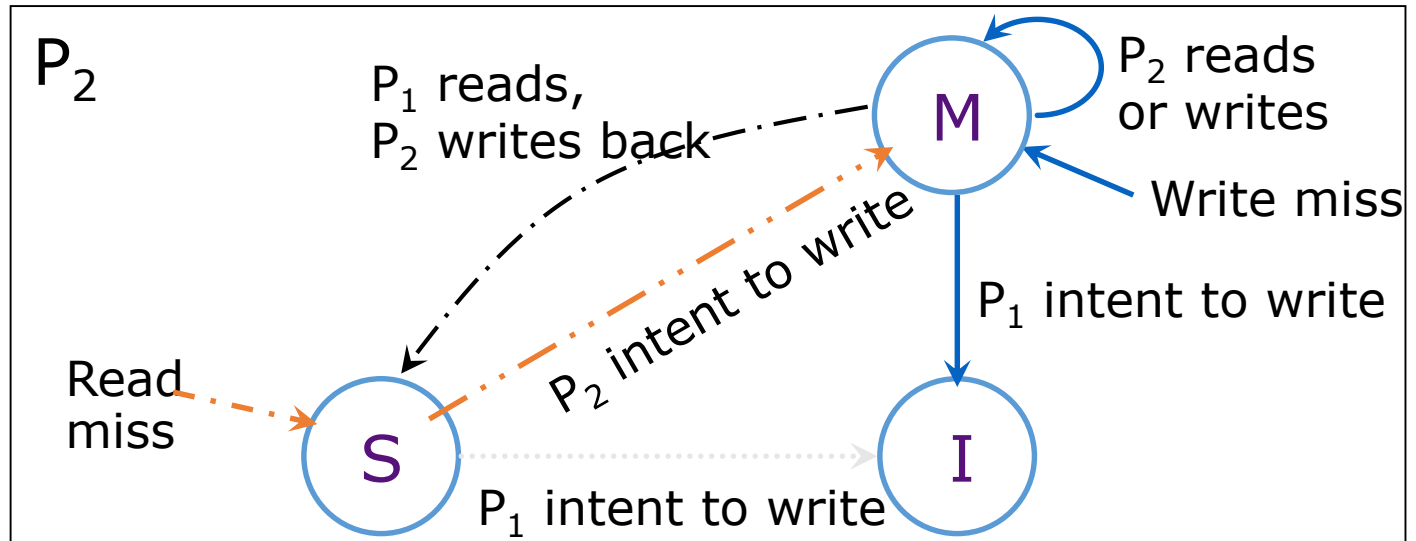 P₂
P₁ reads,
P₂ writes back
M
P₂ reads
or writes
Write miss
P₂ intent to write
P₁ intent to write
Read
miss
S
I
P₁ intent to write